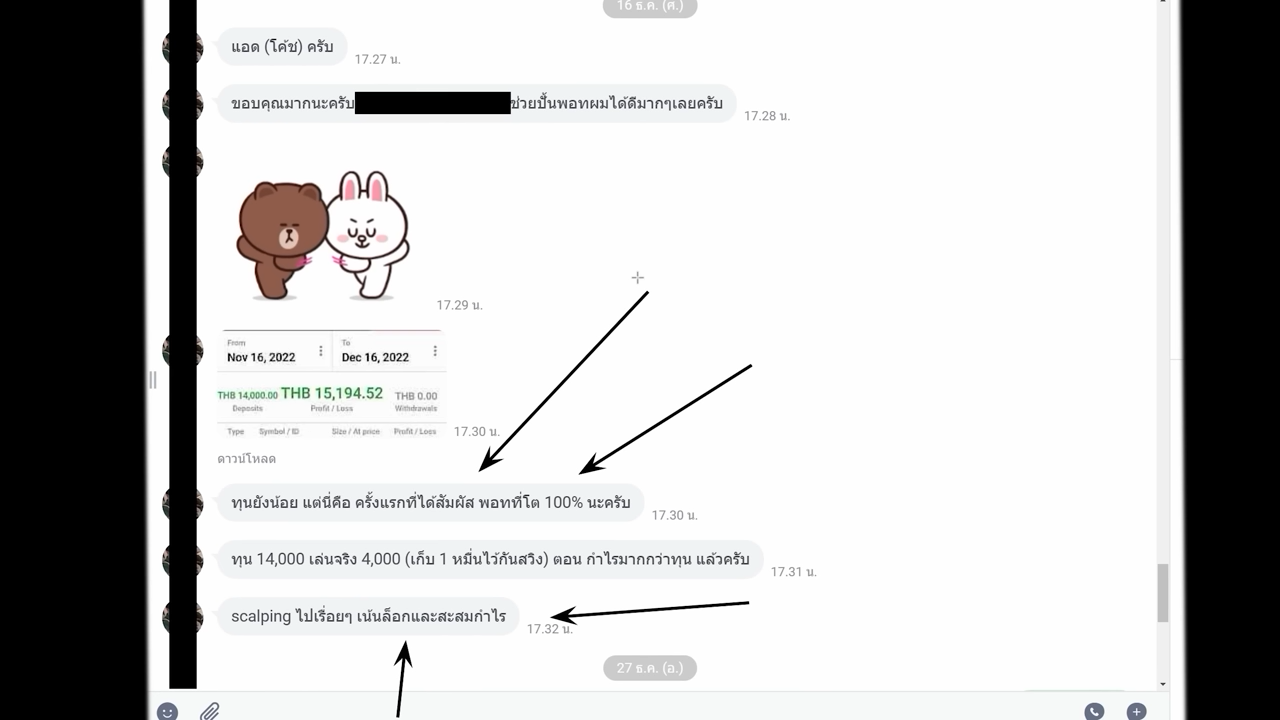 16 ธ.ค. (ศ.)
แอด (โค้ช) ครับ
17.27 น.
ขอบคุณมากนะครับ ช่วยปั้นพอทผมได้ดีมากๆเลยครับ
17.28 น.
17.29 น.
From To
Nov 16, 2022 Dec 16, 2022
THB 14,000.00 THB 15,194.52 THB 0.00
Deposits Profit / Loss Withdrawals
Type Symbol / ID Size / At price Profit / Loss
17.30 น.
ดาวน์โหลด
ทุนยังน้อย แต่นี่คือ ครั้งแรกที่ได้สัมผัส พอทที่โต 100% นะครับ
17.30 น.
ทุน 14,000 เล่นจริง 4,000 (เก็บ 1 หมื่นไว้กันสวิง) ตอน กำไรมากกว่าทุน แล้วครับ
17.31 น.
scalping ไปเรื่อยๆ เน้นล็อกและสะสมกำไร
17.32 น.
27 ธ.ค. (อ.)